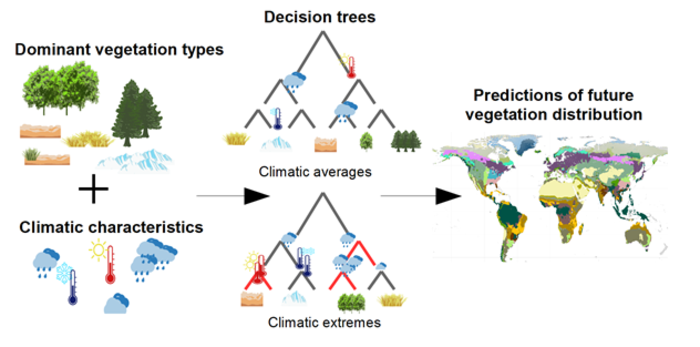 Dominant vegetation types
Climatic characteristics
Decision trees
Climatic averages
Climatic extremes
Predictions of future
vegetation distribution